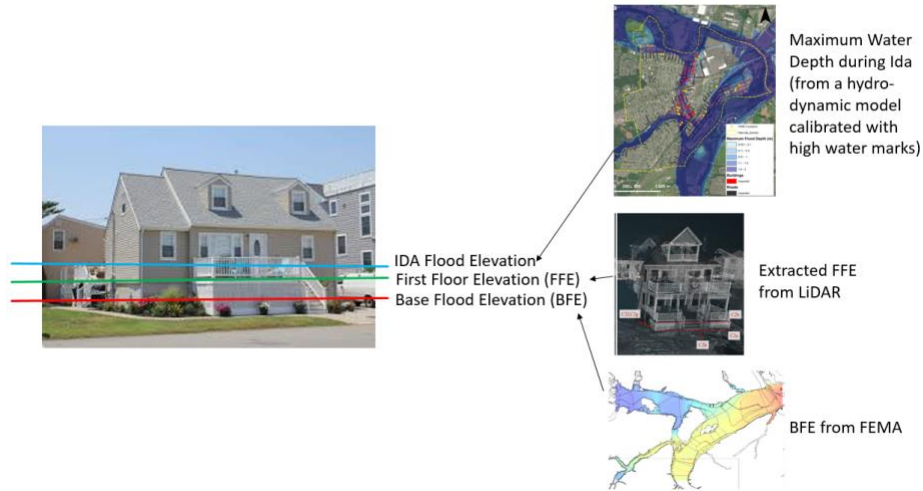 Maximum Water
Depth during Ida
(from a hydro-
dynamic model
calibrated with
high water marks)
IDA Flood Elevation
First Floor Elevation (FFE)
Base Flood Elevation (BFE)
Extracted FFE
from LiDAR
BFE from FEMA